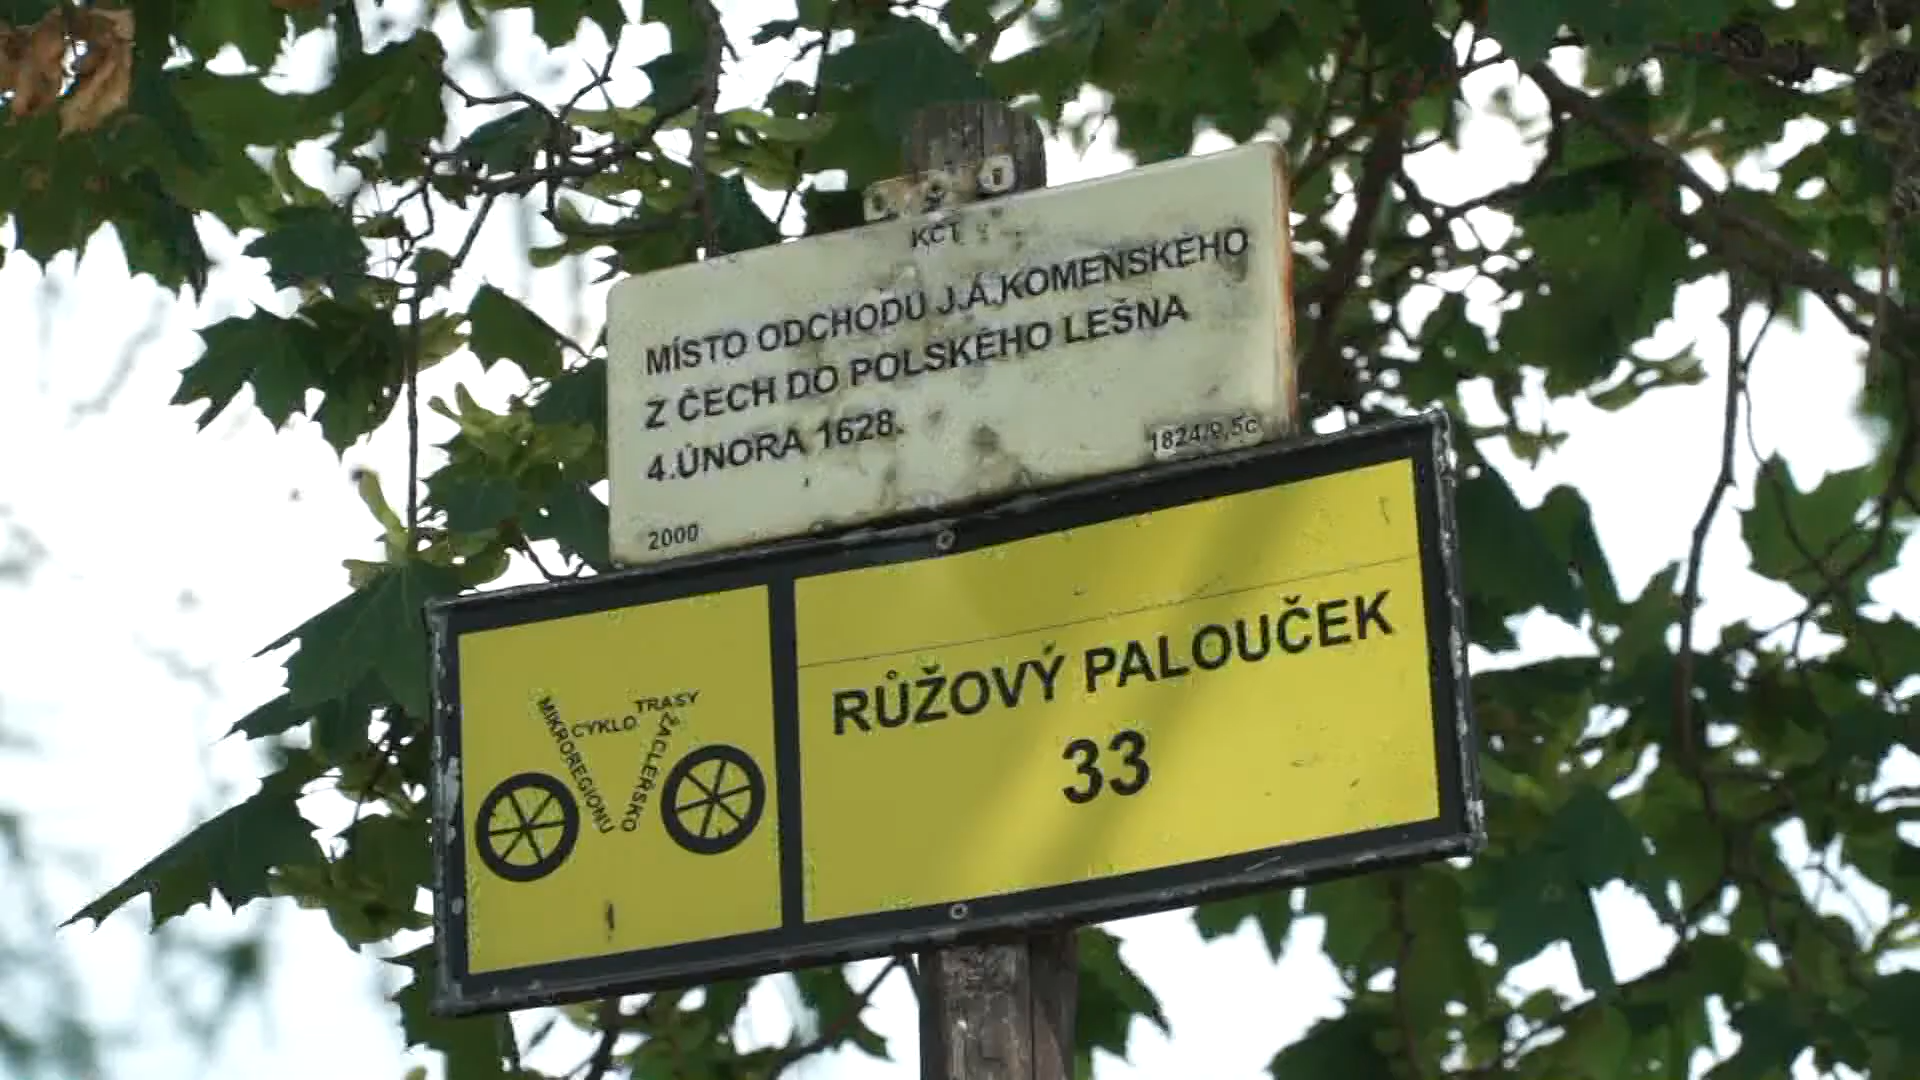 KČT
MÍSTO ODCHODU J.A.KOMENSKÉHO
Z ČECH DO POLSKÉHO LEŠNA
4.ÚNORA 1628.
1824/9,5c
2000
MIKROREGIONU
CYKLO
TRASY
ŽACLÉŘSKO
RŮŽOVÝ PALOUČEK
33